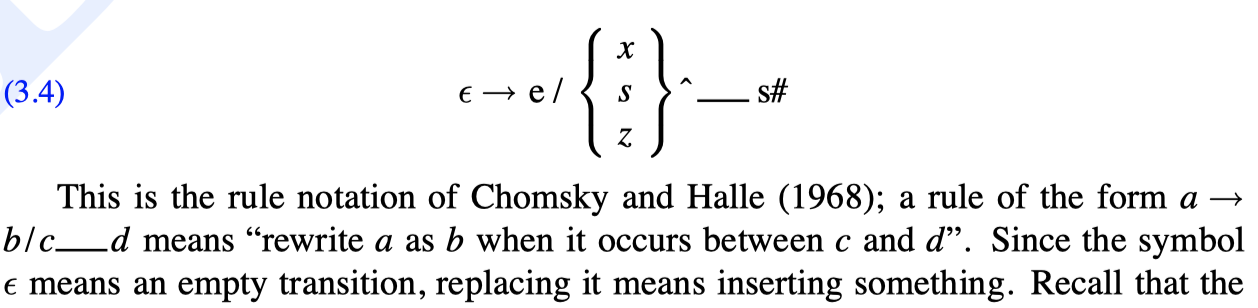 (3.4) ϵ → e / { x s z } ^ ___ s#
This is the rule notation of Chomsky and Halle (1968); a rule of the form a →
b/c___d means “rewrite a as b when it occurs between c and d”. Since the symbol
ϵ means an empty transition, replacing it means inserting something. Recall that the